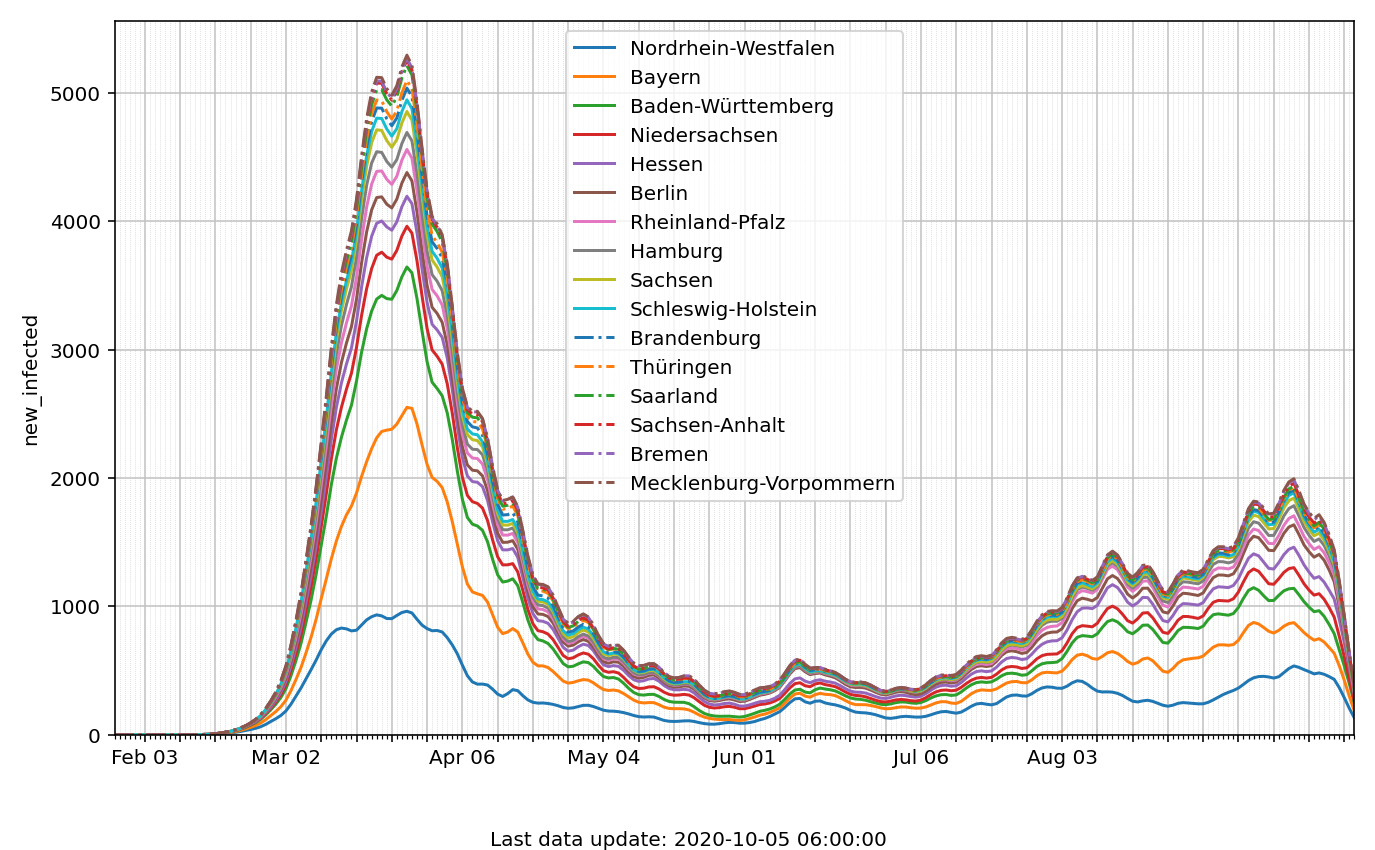 new_infected
5000
4000
3000
2000
1000
0
Nordrhein-Westfalen
Bayern
Baden-Württemberg
Niedersachsen
Hessen
Berlin
Rheinland-Pfalz
Hamburg
Sachsen
Schleswig-Holstein
Brandenburg
Thüringen
Saarland
Sachsen-Anhalt
Bremen
Mecklenburg-Vorpommern
Feb 03 Mar 02 Apr 06 May 04 Jun 01 Jul 06 Aug 03
Last data update: 2020-10-05 06:00:00